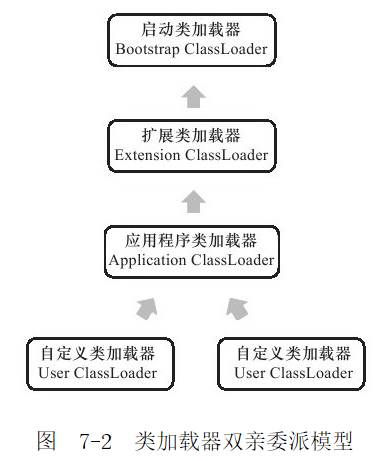 启动类加载器
Bootstrap ClassLoader
扩展类加载器
Extension ClassLoader
应用程序类加载器
Application ClassLoader
自定义类加载器
User ClassLoader
自定义类加载器
User ClassLoader
图 7-2 类加载器双亲委派模型